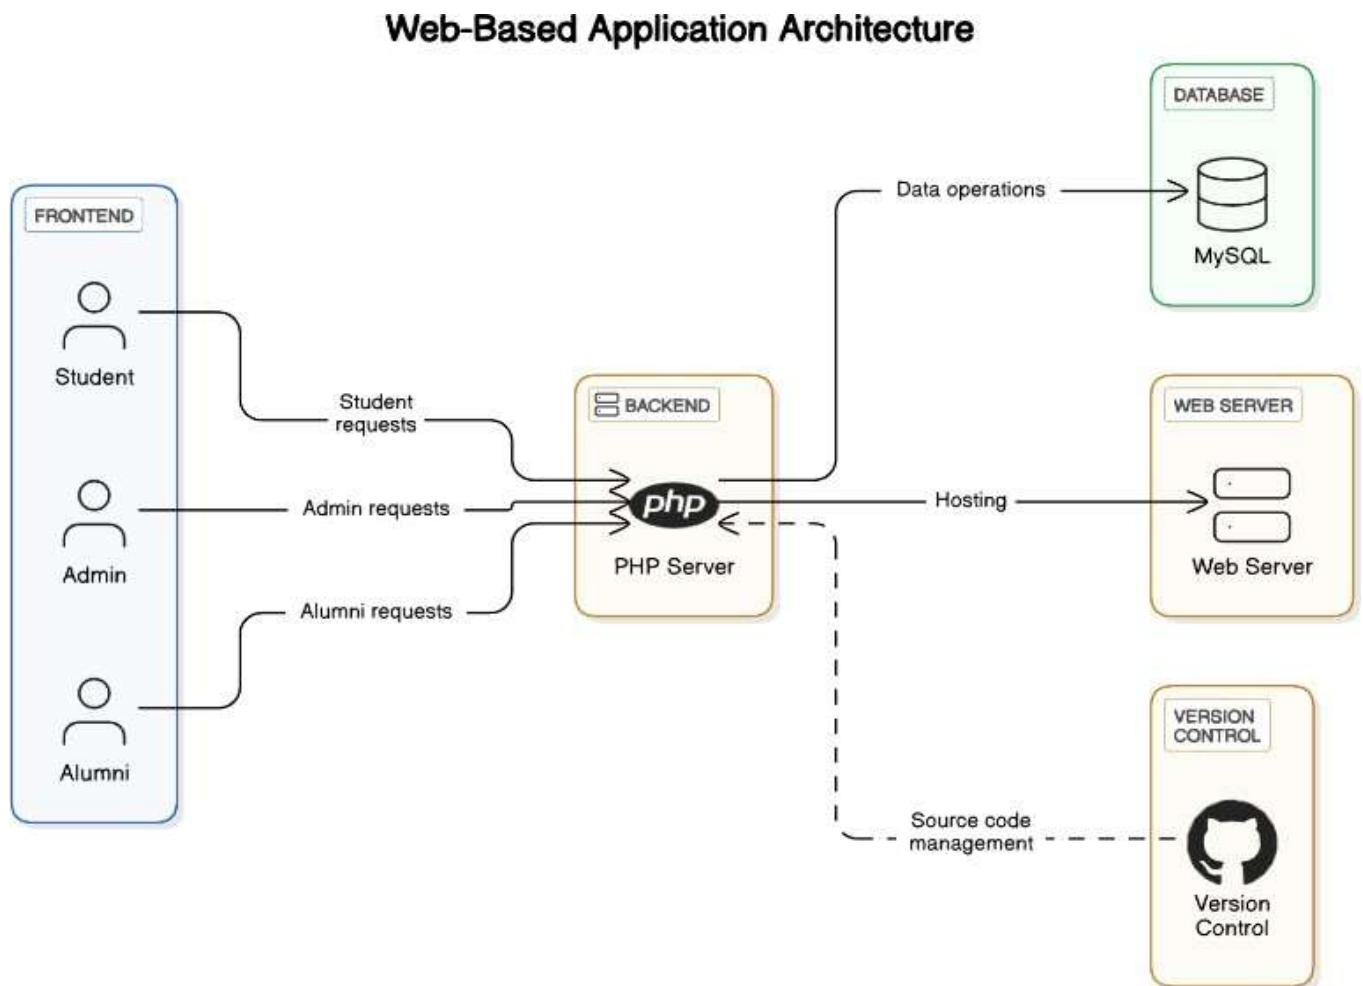 Web-Based Application Architecture
FRONTEND
Student
Admin
Alumni
Student
requests
Admin requests
Alumni requests
BACKEND
php
PHP Server
Data operations
Hosting
Source code
management
DATABASE
MySQL
WEB SERVER
Web Server
VERSION
CONTROL
Version
Control